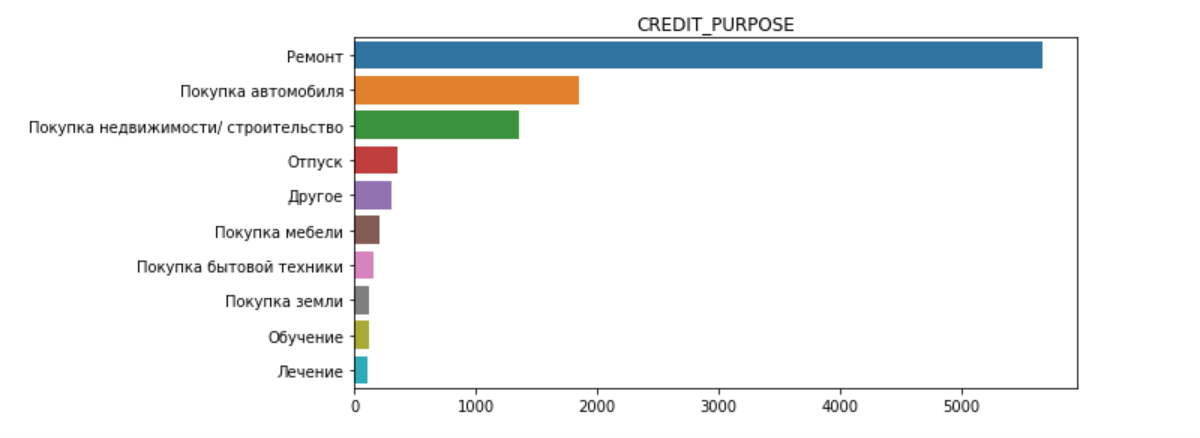 CREDIT_PURPOSE
Ремонт
Покупка автомобиля
Покупка недвижимости/ строительство
Отпуск
Другое
Покупка мебели
Покупка бытовой техники
Покупка земли
Обучение
Лечение
0 1000 2000 3000 4000 5000